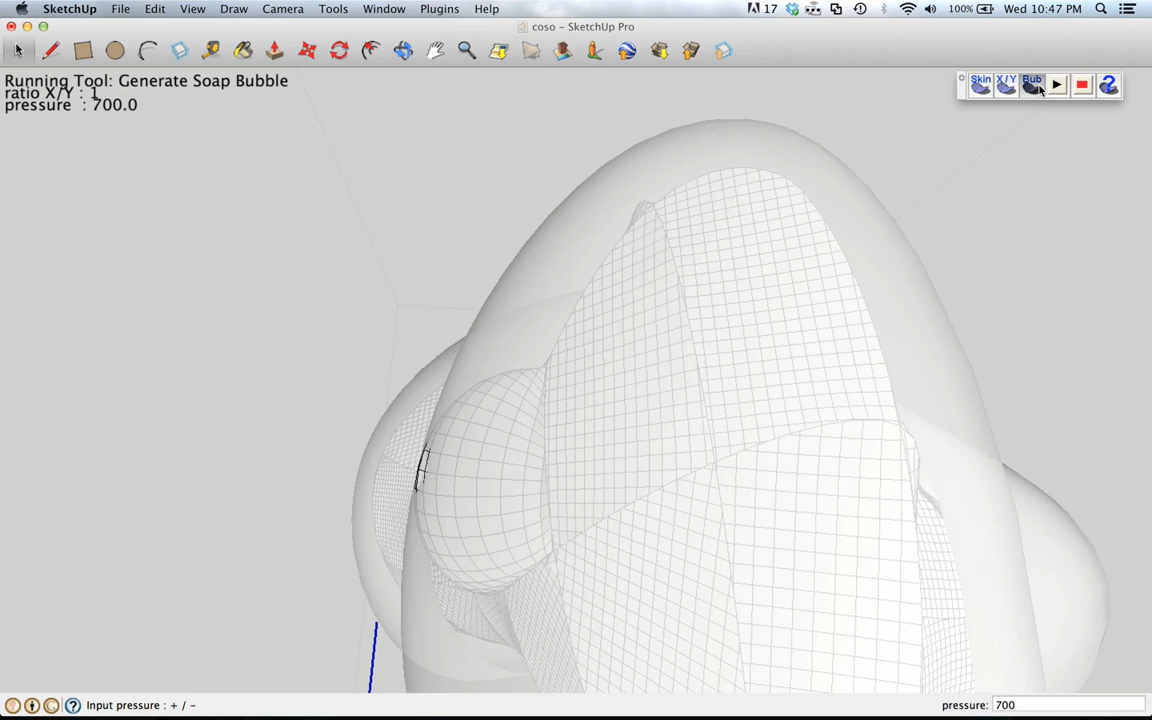 SketchUp File Edit View Draw Camera Tools Window Plugins Help 17 100% Wed 10:47 PM
coso – SketchUp Pro
Running Tool: Generate Soap Bubble
ratio X/Y : 1
pressure : 700.0
Skin X/Y Bub
Input pressure : + / - pressure: 700